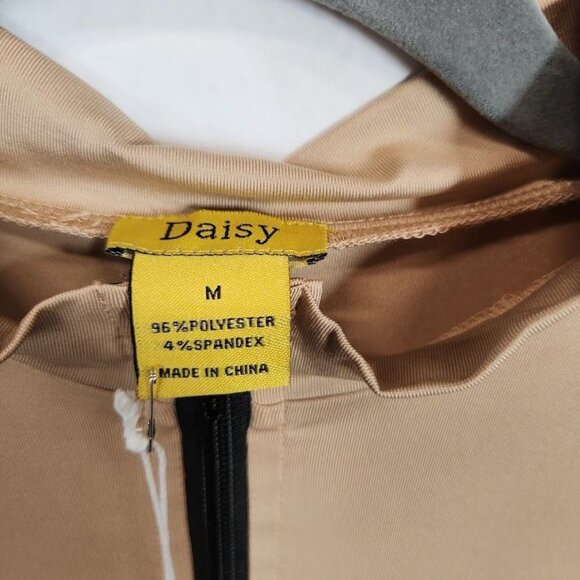 Daisy
M
96%POLYESTER
4%SPANDEX
MADE IN CHINA